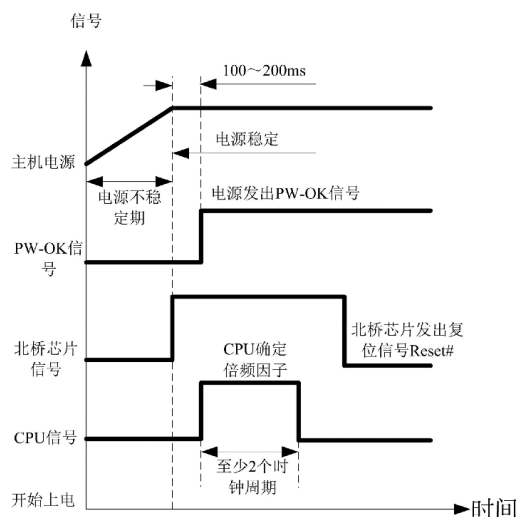 信号
100～200ms
主机电源
电源稳定
电源不稳
定期
电源发出PW-OK信号
PW-OK信
号
北桥芯片
信号
北桥芯片发出复
位信号Reset#
CPU确定
倍频因子
CPU信号
至少2个时
钟周期
开始上电
时间